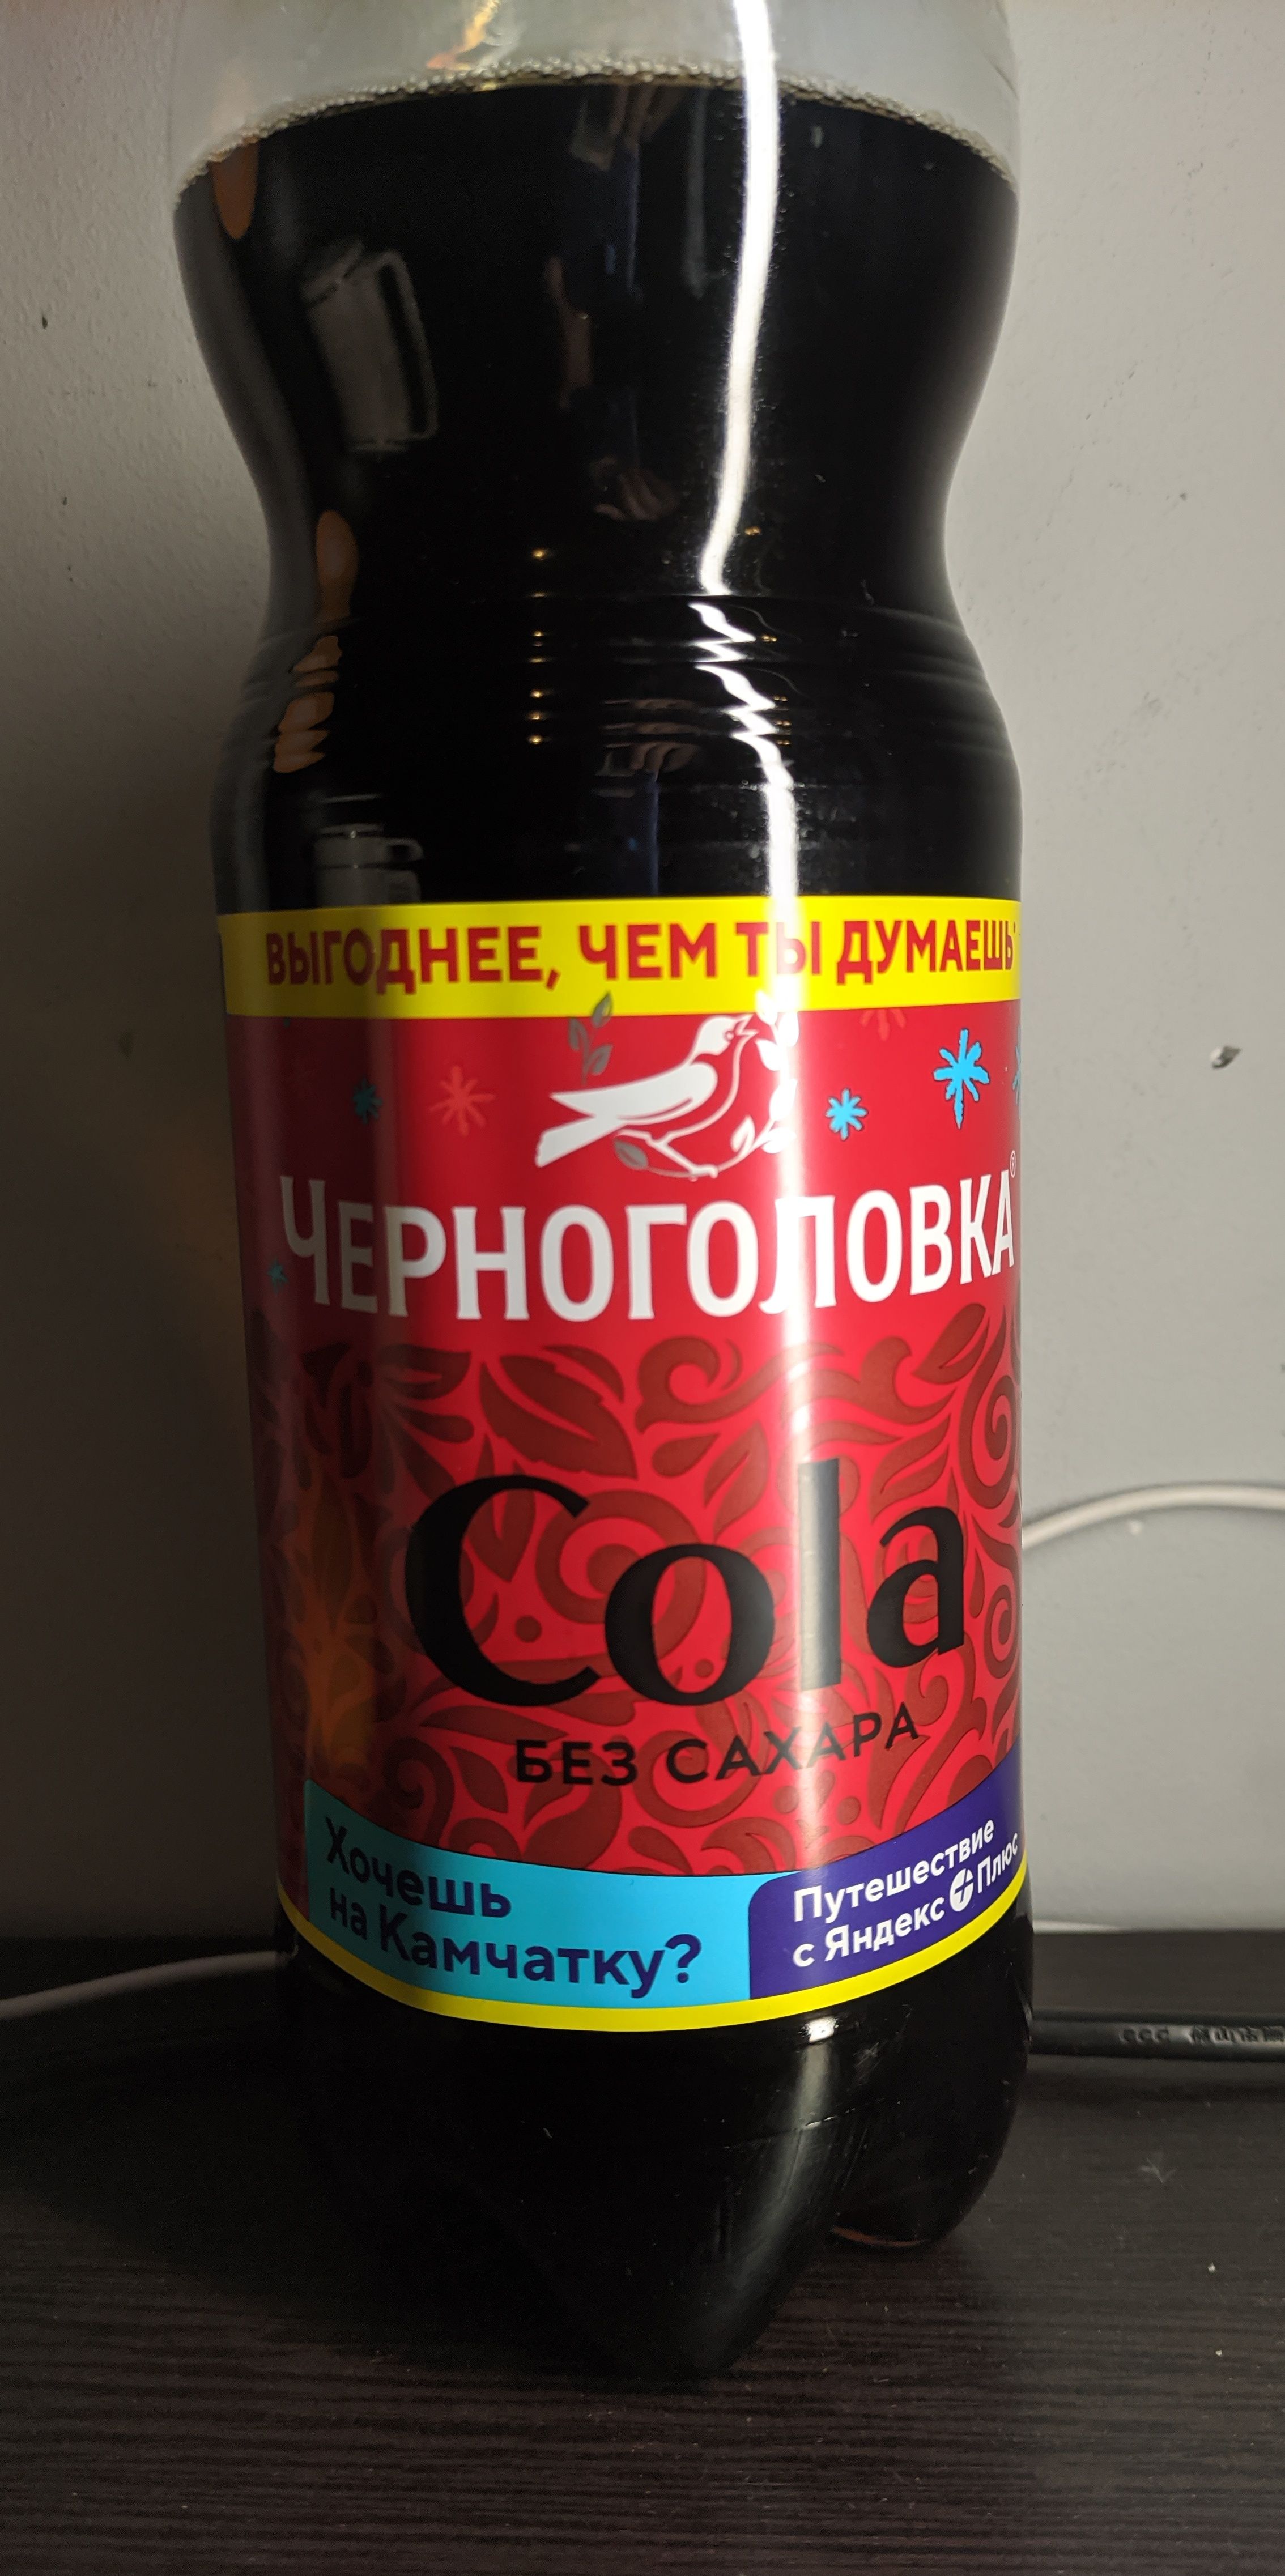 ВЫГОДНЕЕ, ЧЕМ ТЫ ДУМАЕШЬ*
ЧЕРНОГОЛОВКА®
Cola
БЕЗ САХАРА
Хочешь
на Камчатку?
Путешествие
с Яндекс Плюс